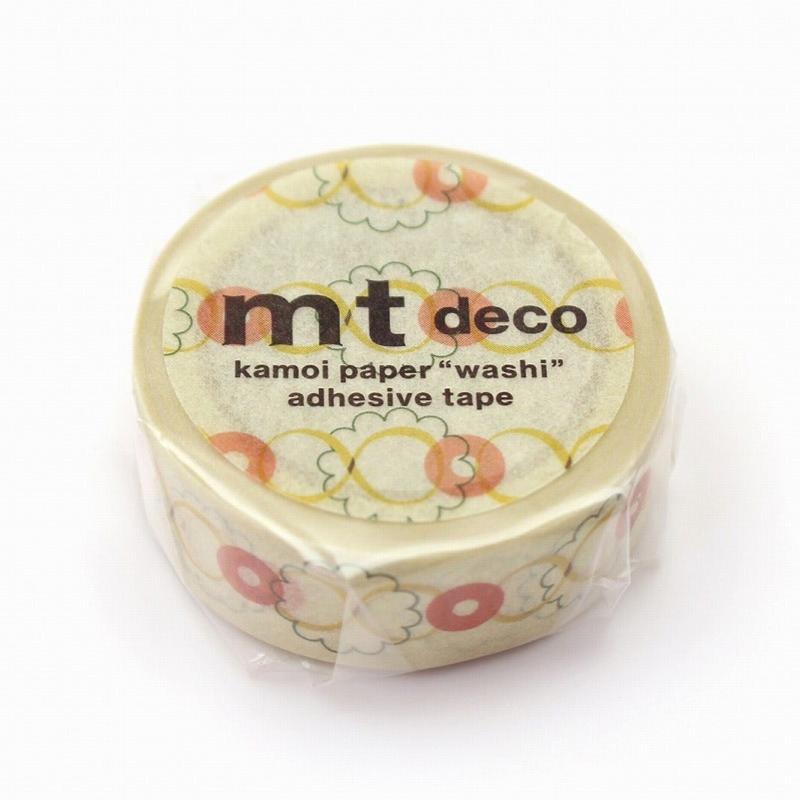 mt deco
kamoi paper “washi”
adhesive tape